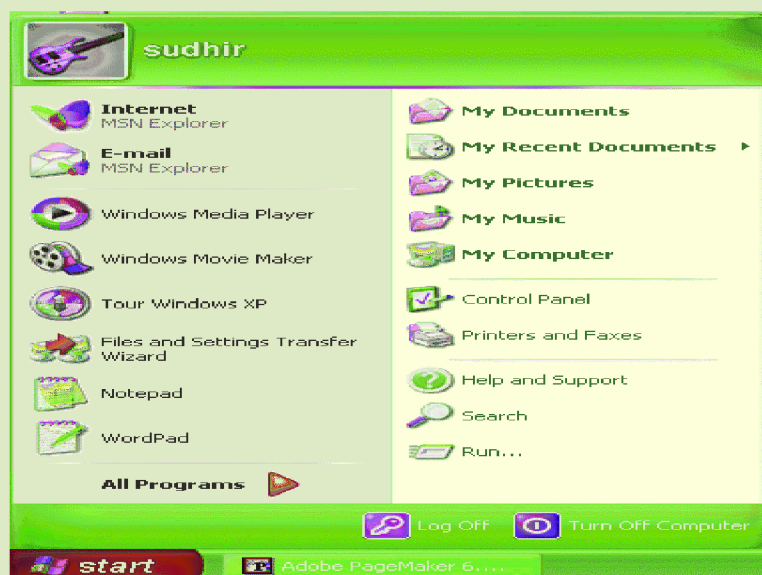 sudhir
Internet
MSN Explorer
E-mail
MSN Explorer
Windows Media Player
Windows Movie Maker
Tour Windows XP
Files and Settings Transfer
Wizard
Notepad
WordPad
All Programs
My Documents
My Recent Documents
My Pictures
My Music
My Computer
Control Panel
Printers and Faxes
Help and Support
Search
Run...
Log Off
Turn Off Computer
start
Adobe PageMaker 6....